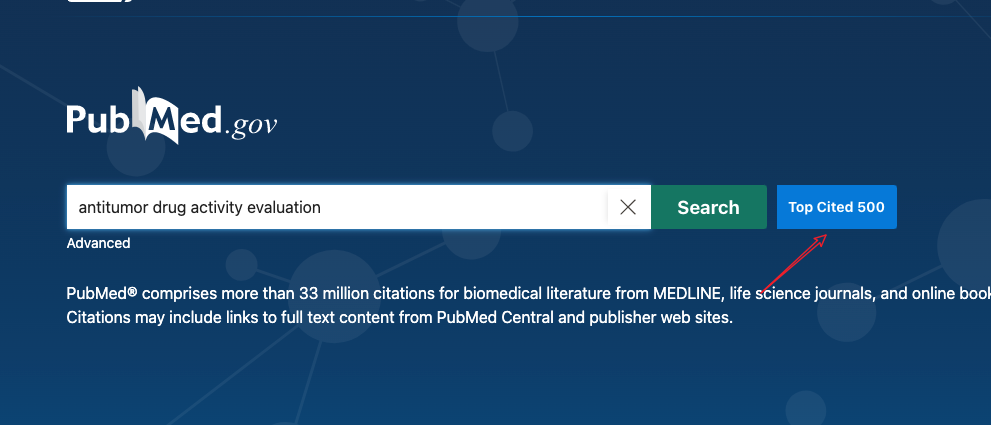 PubMed.gov
antitumor drug activity evaluation
Search
Top Cited 500
Advanced
PubMed® comprises more than 33 million citations for biomedical literature from MEDLINE, life science journals, and online book
Citations may include links to full text content from PubMed Central and publisher web sites.